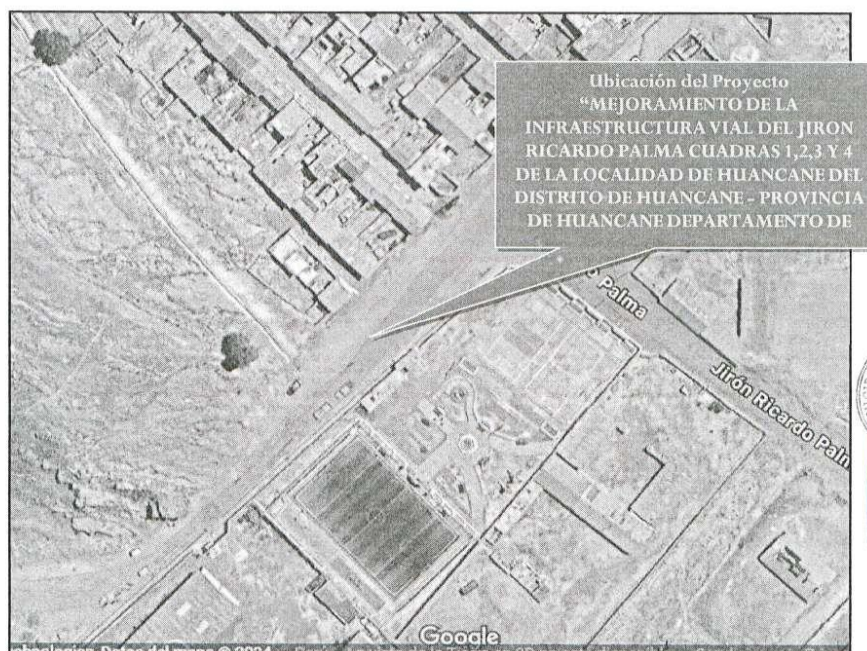 Ubicación del Proyecto
“MEJORAMIENTO DE LA
INFRAESTRUCTURA VIAL DEL JIRON
RICARDO PALMA CUADRAS 1,2,3 Y 4
DE LA LOCALIDAD DE HUANCANE DEL
DISTRITO DE HUANCANE - PROVINCIA
DE HUANCANE DEPARTAMENTO DE
Palma
Jirón Ricardo Palm
Google
Datos del mapa © 2024